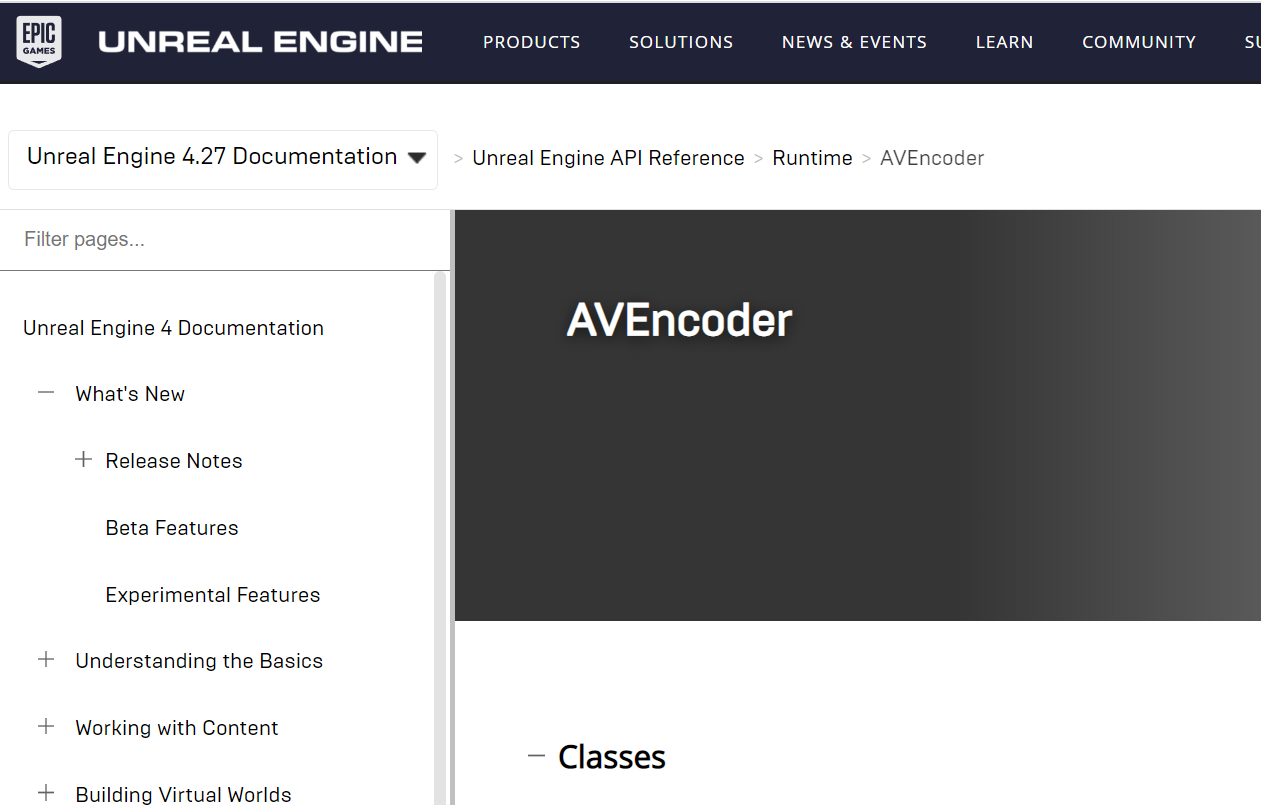 EPIC
GAMES
UNREAL ENGINE
PRODUCTS
SOLUTIONS
NEWS & EVENTS
LEARN
COMMUNITY
SU
Unreal Engine 4.27 Documentation
> Unreal Engine API Reference > Runtime > AVEncoder
Filter pages...
AVEncoder
Unreal Engine 4 Documentation
What's New
Release Notes
Beta Features
Experimental Features
Understanding the Basics
Working with Content
Building Virtual Worlds
Classes